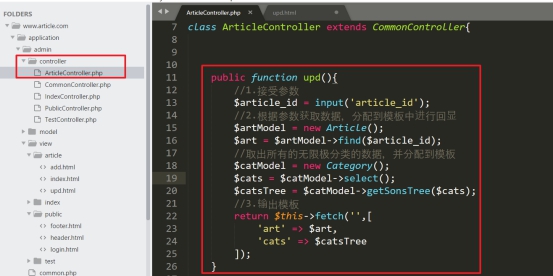 FOLDERS
www.article.com
application
admin
controller
ArticleController.php
CommonController.php
IndexController.php
PublicController.php
TestController.php
model
view
article
add.html
index.html
upd.html
index
public
footer.html
header.html
login.html
test
common.php
ArticleController.php ×
upd.html
7 class ArticleController extends CommonController{
8
9
10
11 public function upd(){
12 //1.接受参数
13 $article_id = input('article_id');
14 //2.根据参数获取数据，分配到模板中进行回显
15 $artModel = new Article();
16 $art = $artModel->find($article_id);
17 //取出所有的无限极分类的数据，并分配到模板
18 $catModel = new Category();
19 $cats = $catModel->select();
20 $catsTree = $catModel->getSonsTree($cats);
21 //3.输出模板
22 return $this->fetch('',[
23 'art' => $art,
24 'cats' => $catsTree
25 ]);
26 }